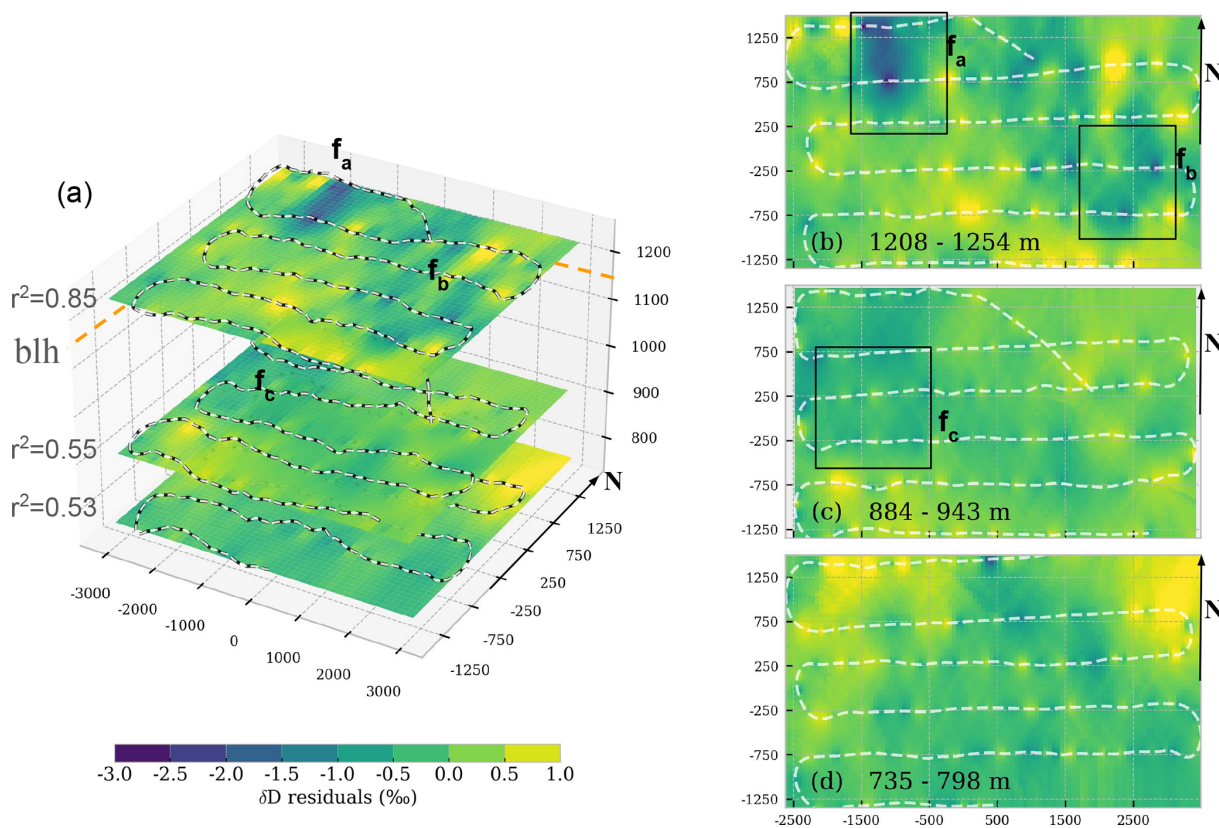 (a)
f_a
f_b
f_c
r²=0.85
blh
r²=0.55
r²=0.53
1200
1100
1000
900
800
N
1250
750
250
-250
-750
-1250
-3000
-2000
-1000
0
1000
2000
3000
-3.0 -2.5 -2.0 -1.5 -1.0 -0.5 0.0 0.5 1.0
δD residuals (‰)
1250
750
250
-250
-750
-1250
f_a
f_b
N
(b) 1208 - 1254 m
1250
750
250
-250
-750
-1250
f_c
N
(c) 884 - 943 m
1250
750
250
-250
-750
-1250
N
(d) 735 - 798 m
-2500 -1500 -500 500 1500 2500